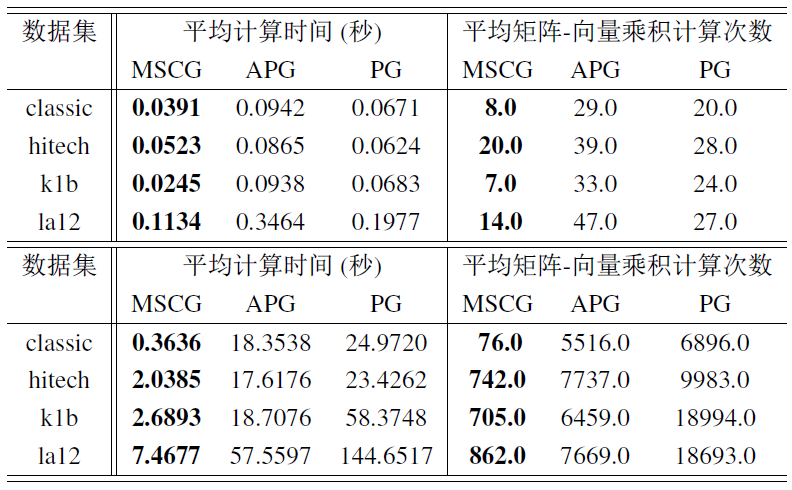 数据集 平均计算时间 (秒) 平均矩阵-向量乘积计算次数
MSCG APG PG MSCG APG PG
classic 0.0391 0.0942 0.0671 8.0 29.0 20.0
hitech 0.0523 0.0865 0.0624 20.0 39.0 28.0
k1b 0.0245 0.0938 0.0683 7.0 33.0 24.0
la12 0.1134 0.3464 0.1977 14.0 47.0 27.0
数据集 平均计算时间 (秒) 平均矩阵-向量乘积计算次数
MSCG APG PG MSCG APG PG
classic 0.3636 18.3538 24.9720 76.0 5516.0 6896.0
hitech 2.0385 17.6176 23.4262 742.0 7737.0 9983.0
k1b 2.6893 18.7076 58.3748 705.0 6459.0 18994.0
la12 7.4677 57.5597 144.6517 862.0 7669.0 18693.0